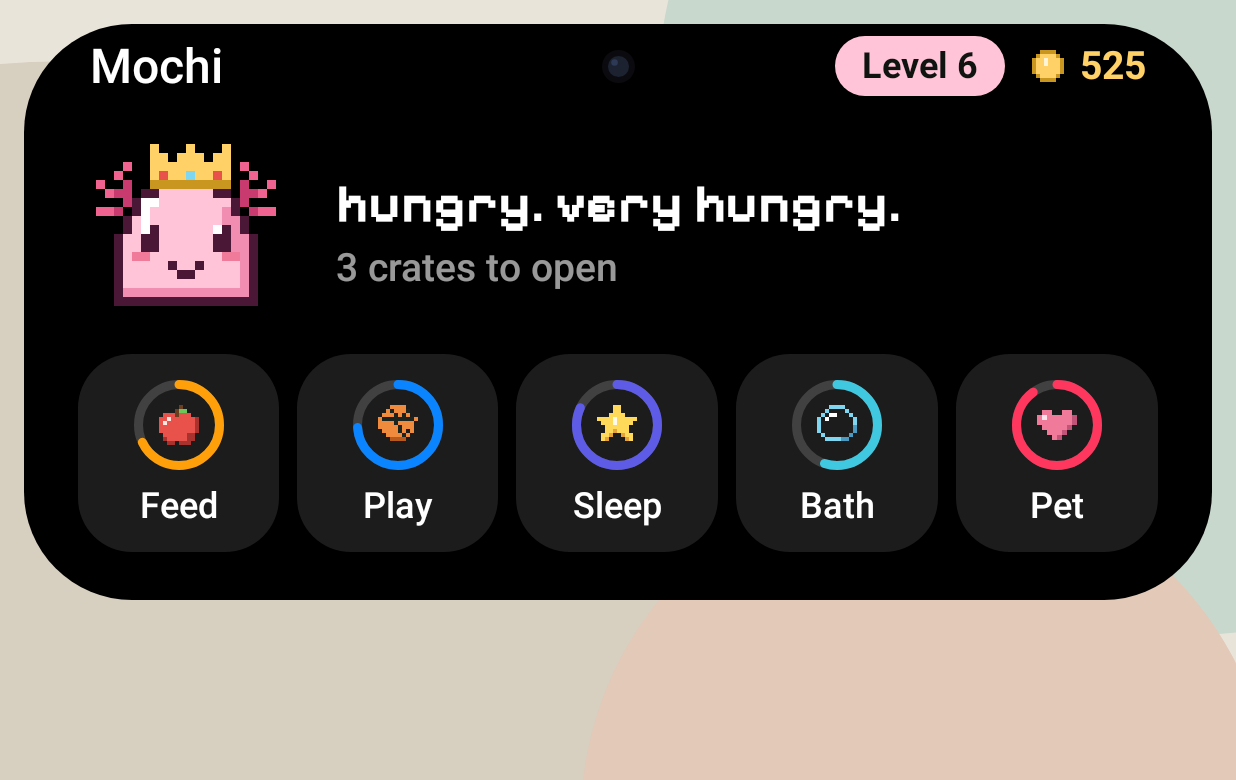 Mochi
Level 6
525
hungry. very hungry.
3 crates to open
Feed
Play
Sleep
Bath
Pet